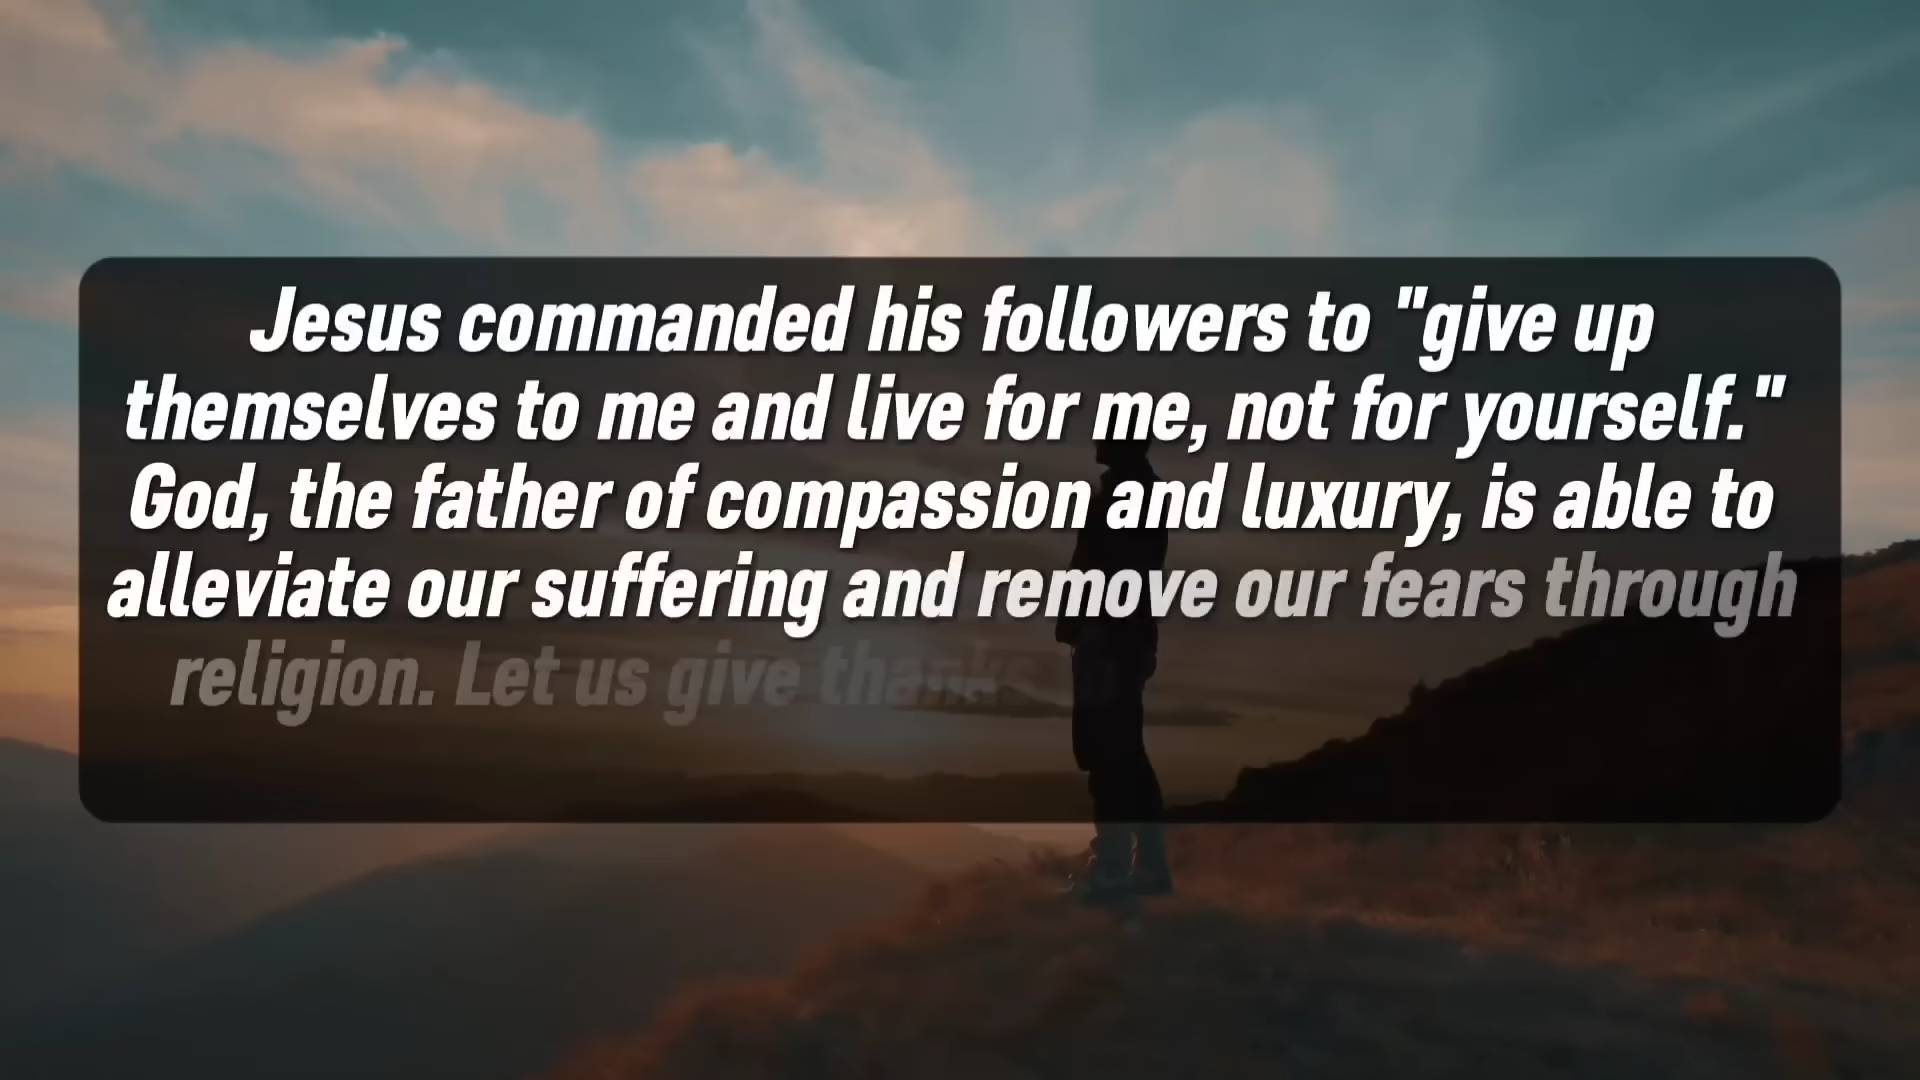 Jesus commanded his followers to "give up
themselves to me and live for me, not for yourself."
God, the father of compassion and luxury, is able to
alleviate our suffering and remove our fears through
religion. Let us give thanks to